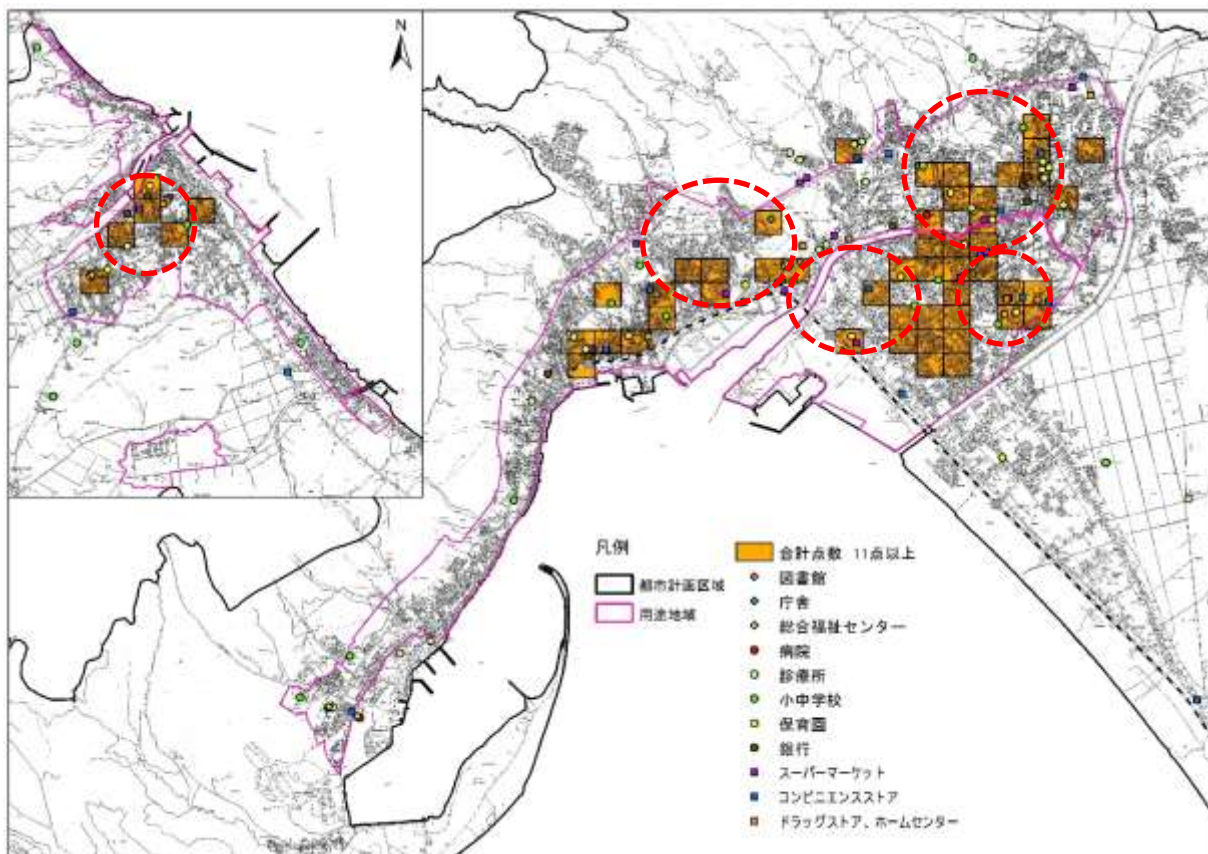 N
凡例
都市計画区域
用途地域
合計点数 11点以上
図書館
庁舎
総合福祉センター
病院
診療所
小中学校
保育園
銀行
スーパーマーケット
コンビニエンスストア
ドラッグストア、ホームセンター